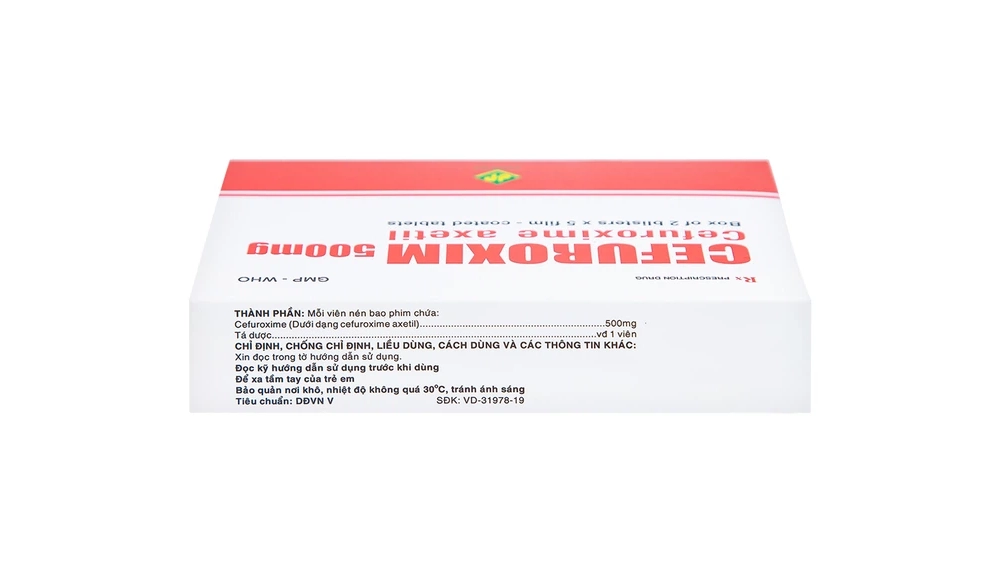 Box of 2 blisters x 5 film - coated tablets
Cefuroxime axetil
CEFUROXIM 500mg
Rx PRESCRIPTION DRUG
GMP - WHO
THÀNH PHẦN: Mỗi viên nén bao phim chứa:
Cefuroxime (Dưới dạng cefuroxime axetil)..............................................................500mg
Tá dược.............................................................................................................vđ 1 viên
CHỈ ĐỊNH, CHỐNG CHỈ ĐỊNH, LIỀU DÙNG, CÁCH DÙNG VÀ CÁC THÔNG TIN KHÁC:
Xin đọc trong tờ hướng dẫn sử dụng.
Đọc kỹ hướng dẫn sử dụng trước khi dùng
Để xa tầm tay của trẻ em
Bảo quản nơi khô, nhiệt độ không quá 30°C, tránh ánh sáng
Tiêu chuẩn: DĐVN V SĐK: VD-31978-19